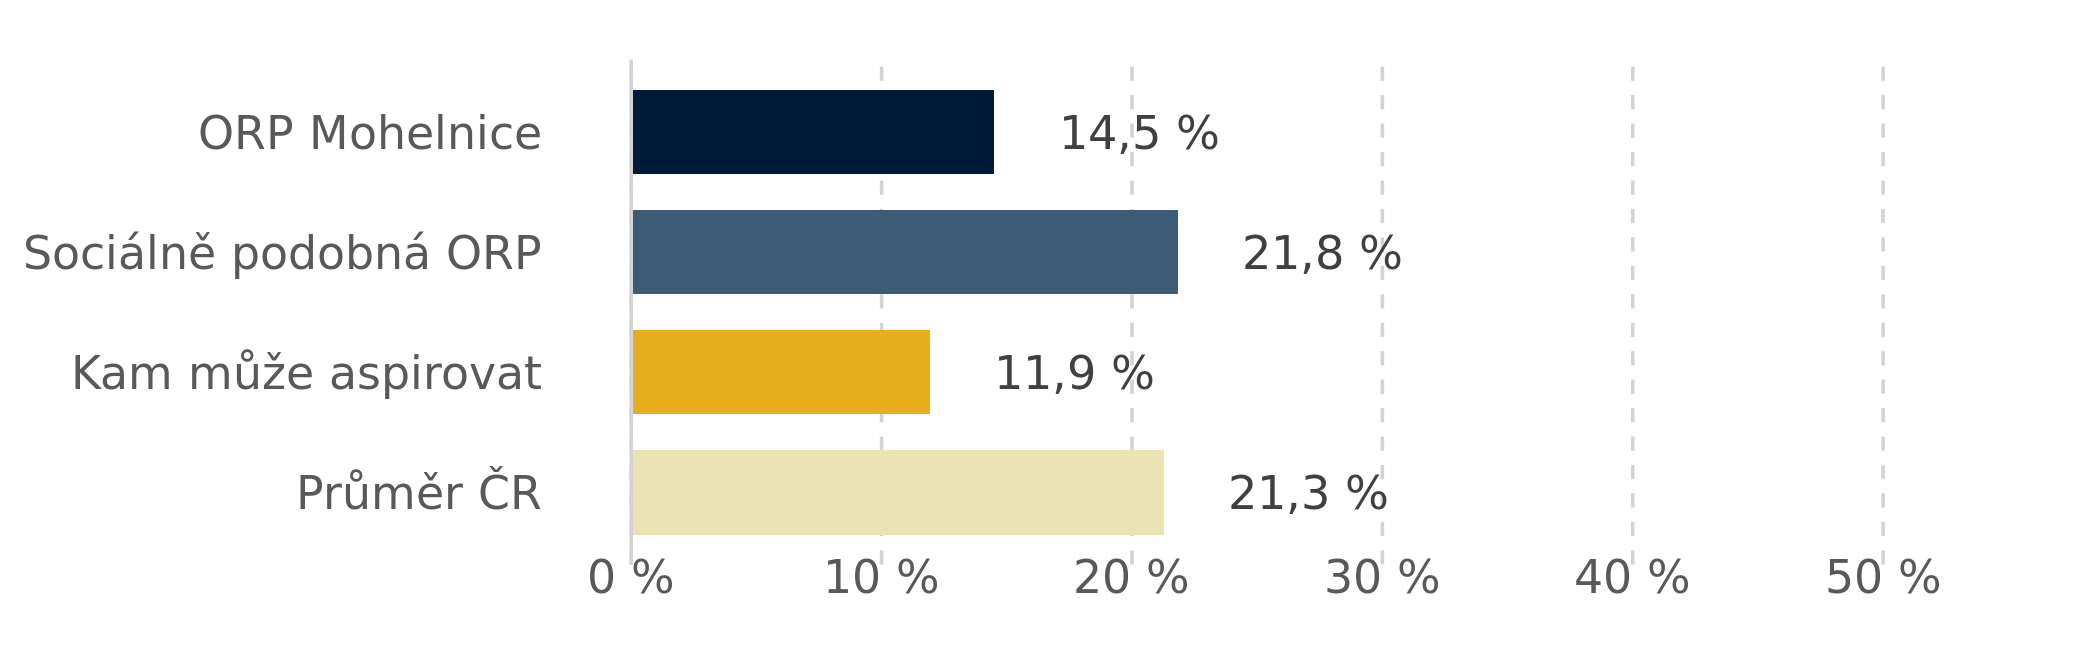 ORP Mohelnice 14,5 %
Sociálně podobná ORP 21,8 %
Kam může aspirovat 11,9 %
Průměr ČR 21,3 %
0 % 10 % 20 % 30 % 40 % 50 %